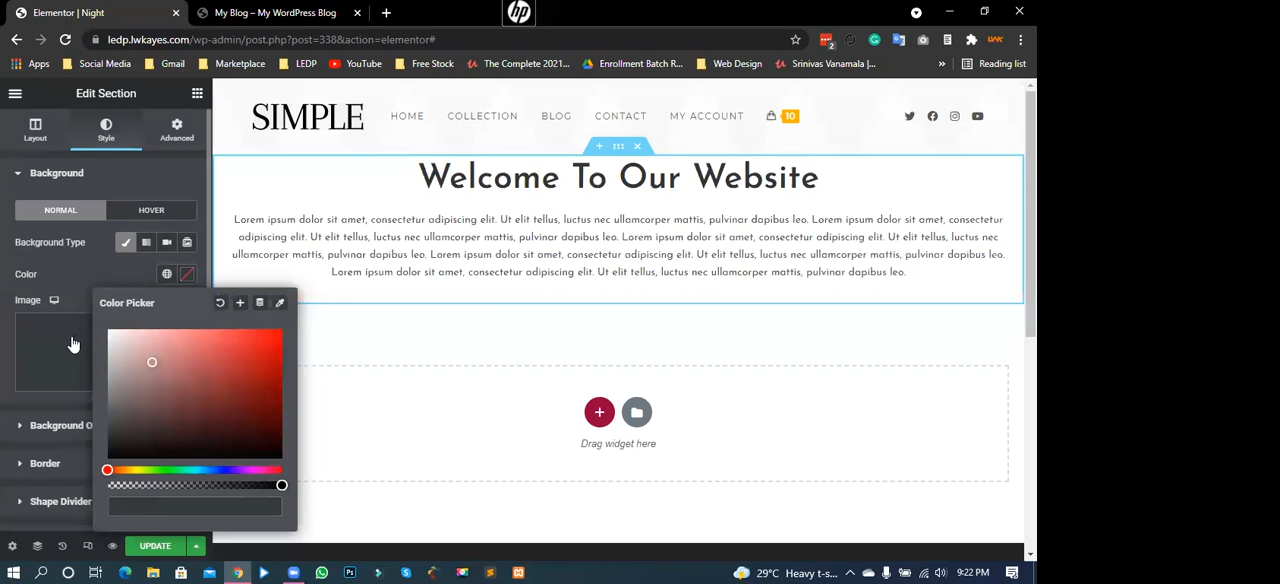 Elementor | Night
My Blog – My WordPress Blog
hp
ledp.lwkayes.com/wp-admin/post.php?post=338&action=elementor#
2
Apps Social Media Gmail Marketplace LEDP YouTube Free Stock The Complete 2021... Enrollment Batch R... Web Design Srinivas Vanamala |... » Reading list
Edit Section
Layout Style Advanced
Background
NORMAL HOVER
Background Type
Color
Image
Color Picker
Background O
Border
Shape Divider
UPDATE
SIMPLE HOME COLLECTION BLOG CONTACT MY ACCOUNT 10
Welcome To Our Website
Lorem ipsum dolor sit amet, consectetur adipiscing elit. Ut elit tellus, luctus nec ullamcorper mattis, pulvinar dapibus leo. Lorem ipsum dolor sit amet, consectetur
adipiscing elit. Ut elit tellus, luctus nec ullamcorper mattis, pulvinar dapibus leo. Lorem ipsum dolor sit amet, consectetur adipiscing elit. Ut elit tellus, luctus nec
ullamcorper mattis, pulvinar dapibus leo. Lorem ipsum dolor sit amet, consectetur adipiscing elit. Ut elit tellus, luctus nec ullamcorper mattis, pulvinar dapibus leo.
Lorem ipsum dolor sit amet, consectetur adipiscing elit. Ut elit tellus, luctus nec ullamcorper mattis, pulvinar dapibus leo.
Drag widget here
29°C Heavy t-s... 9:22 PM